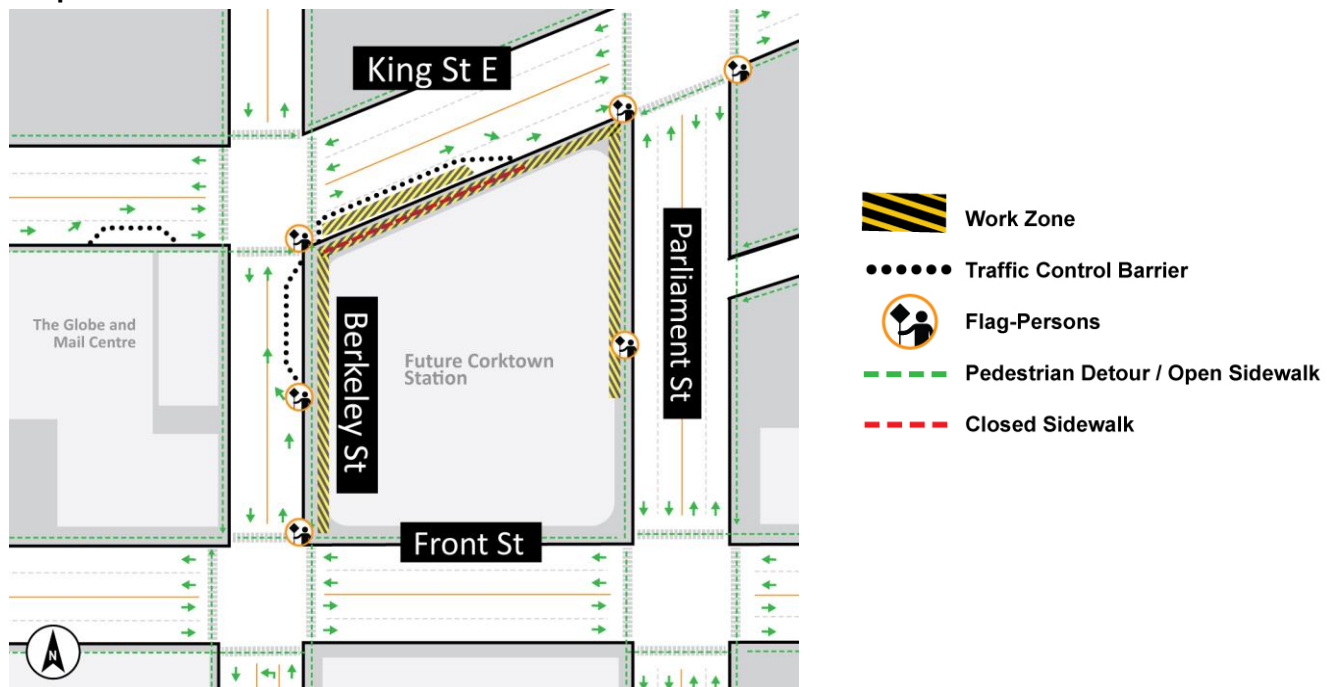 King St E
Work Zone
Parliament St
Traffic Control Barrier
The Globe and
Mail Centre
Berkeley St
Flag-Persons
Future Corktown
Station
Pedestrian Detour / Open Sidewalk
Closed Sidewalk
Front St
N